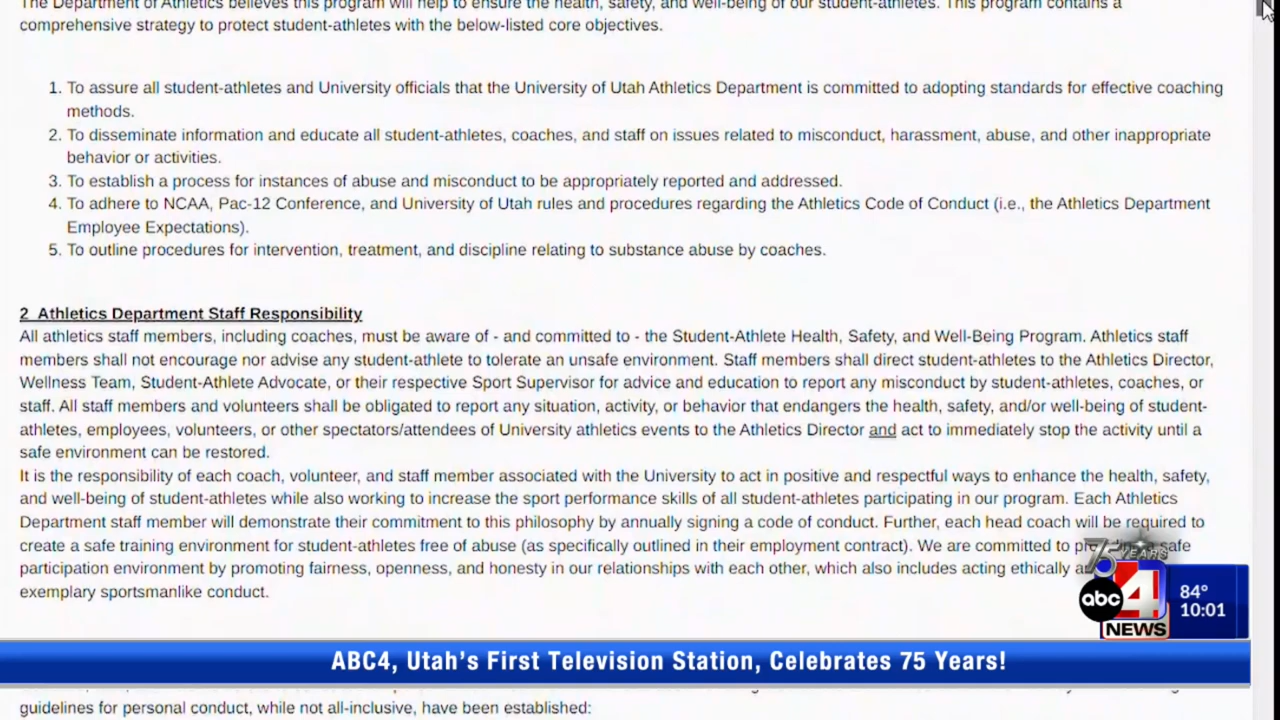 The Department of Athletics believes this program will help to ensure the health, safety, and well-being of our student-athletes. This program contains a
comprehensive strategy to protect student-athletes with the below-listed core objectives.
1. To assure all student-athletes and University officials that the University of Utah Athletics Department is committed to adopting standards for effective coaching
methods.
2. To disseminate information and educate all student-athletes, coaches, and staff on issues related to misconduct, harassment, abuse, and other inappropriate
behavior or activities.
3. To establish a process for instances of abuse and misconduct to be appropriately reported and addressed.
4. To adhere to NCAA, Pac-12 Conference, and University of Utah rules and procedures regarding the Athletics Code of Conduct (i.e., the Athletics Department
Employee Expectations).
5. To outline procedures for intervention, treatment, and discipline relating to substance abuse by coaches.
2 Athletics Department Staff Responsibility
All athletics staff members, including coaches, must be aware of - and committed to - the Student-Athlete Health, Safety, and Well-Being Program. Athletics staff
members shall not encourage nor advise any student-athlete to tolerate an unsafe environment. Staff members shall direct student-athletes to the Athletics Director,
Wellness Team, Student-Athlete Advocate, or their respective Sport Supervisor for advice and education to report any misconduct by student-athletes, coaches, or
staff. All staff members and volunteers shall be obligated to report any situation, activity, or behavior that endangers the health, safety, and/or well-being of student-
athletes, employees, volunteers, or other spectators/attendees of University athletics events to the Athletics Director and act to immediately stop the activity until a
safe environment can be restored.
It is the responsibility of each coach, volunteer, and staff member associated with the University to act in positive and respectful ways to enhance the health, safety,
and well-being of student-athletes while also working to increase the sport performance skills of all student-athletes participating in our program. Each Athletics
Department staff member will demonstrate their commitment to this philosophy by annually signing a code of conduct. Further, each head coach will be required to
create a safe training environment for student-athletes free of abuse (as specifically outlined in their employment contract). We are committed to safe
participation environment by promoting fairness, openness, and honesty in our relationships with each other, which also includes acting ethically
exemplary sportsmanlike conduct.
75 YEARS
abc 4
NEWS
84°
10:01
ABC4, Utah's First Television Station, Celebrates 75 Years!
guidelines for personal conduct, while not all-inclusive, have been established: